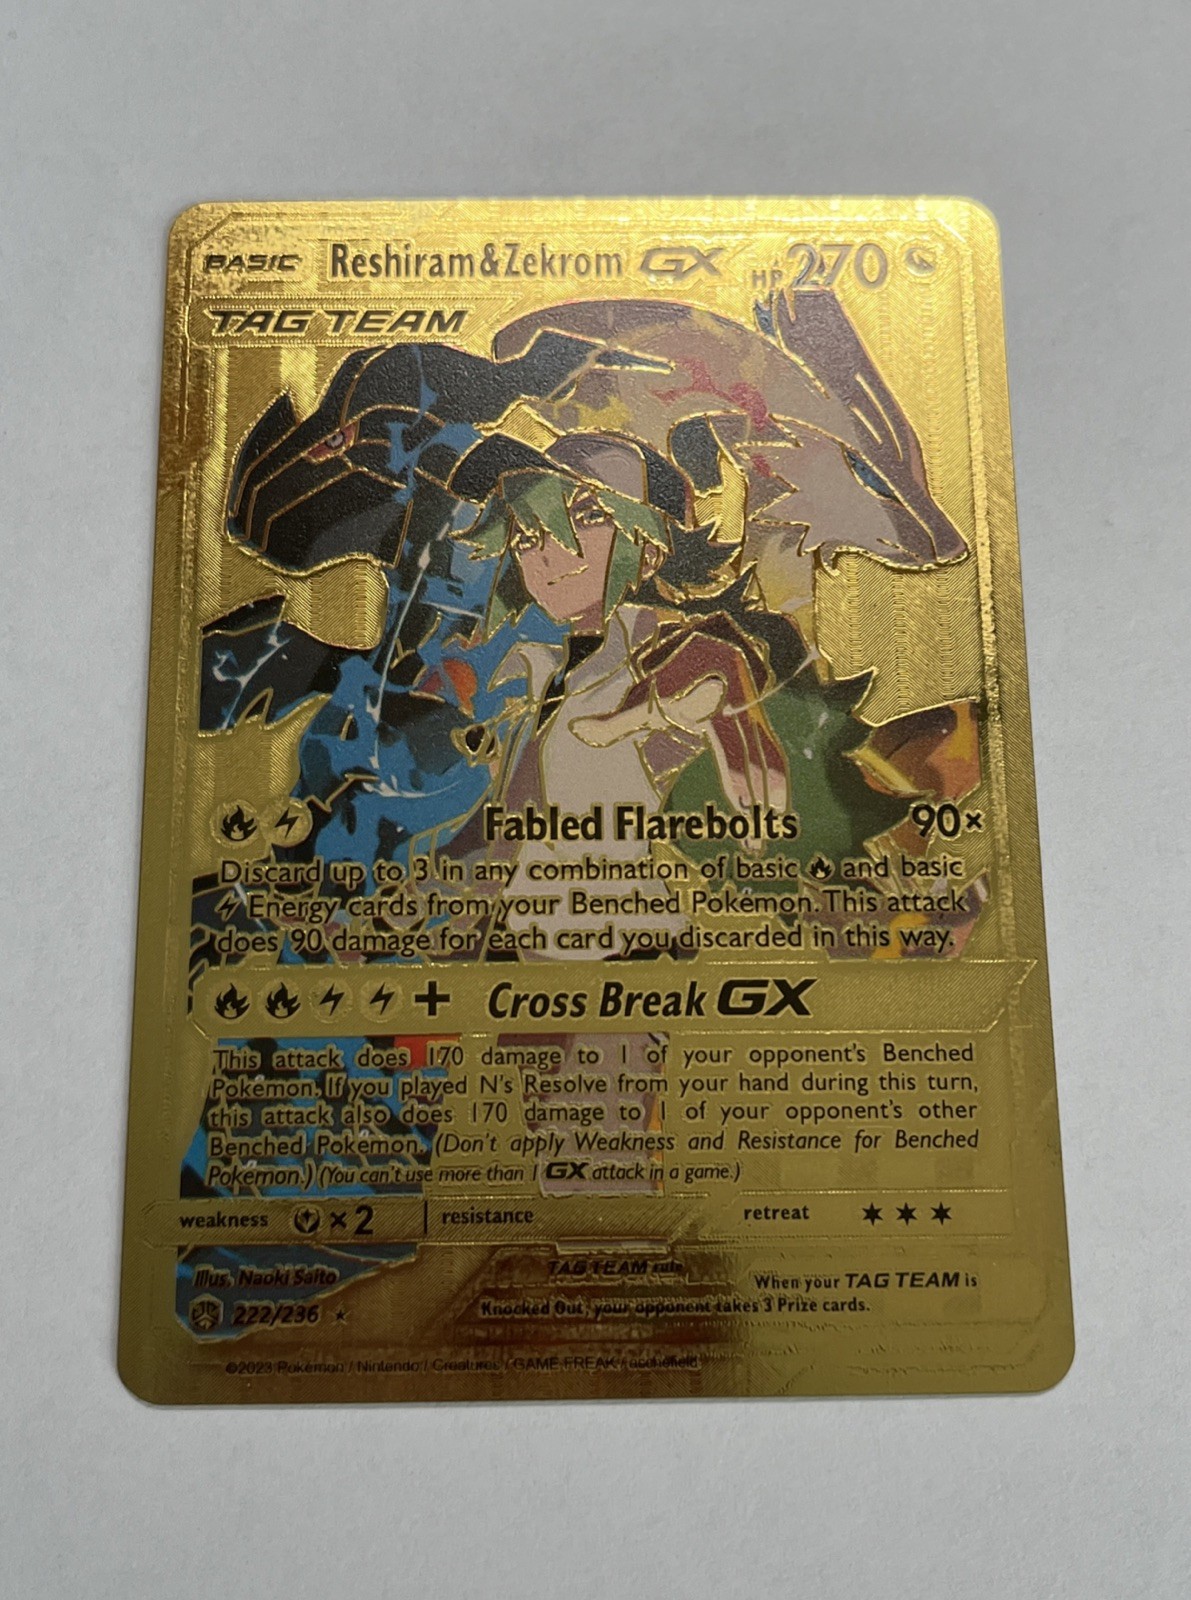 BASIC Reshiram&Zekrom GX HP 270
TAG TEAM
Fabled Flarebolts 90×
Discard up to 3 in any combination of basic and basic
Energy cards from your Benched Pokémon. This attack
does 90 damage for each card you discarded in this way.
+ Cross Break GX
This attack does 170 damage to 1 of your opponent's Benched
Pokémon. If you played N's Resolve from your hand during this turn,
this attack also does 170 damage to 1 of your opponent's other
Benched Pokémon. (Don't apply Weakness and Resistance for Benched
Pokémon.) (You can't use more than 1 GX attack in a game.)
weakness ×2 resistance retreat
Illus. Naoki Saito
TAG TEAM rule
When your TAG TEAM is
Knocked Out, your opponent takes 3 Prize cards.
222/236
©2023 Pokémon / Nintendo / Creatures / GAME FREAK /